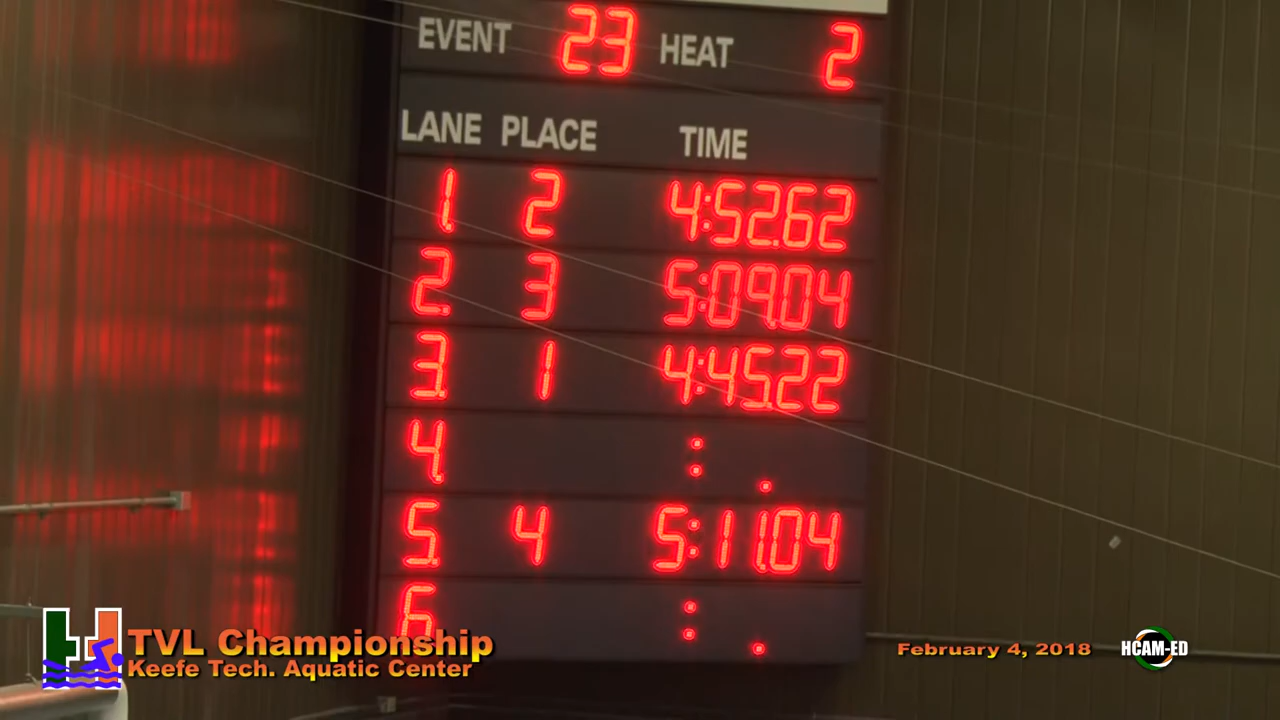 EVENT 23 HEAT 2
LANE PLACE TIME
1 2 4:52.62
2 3 5:09.04
3 1 4:45.22
4 : .
5 4 5:11.04
6 : .
H
TVL Championship
Keefe Tech. Aquatic Center
February 4, 2018
HCAM-ED